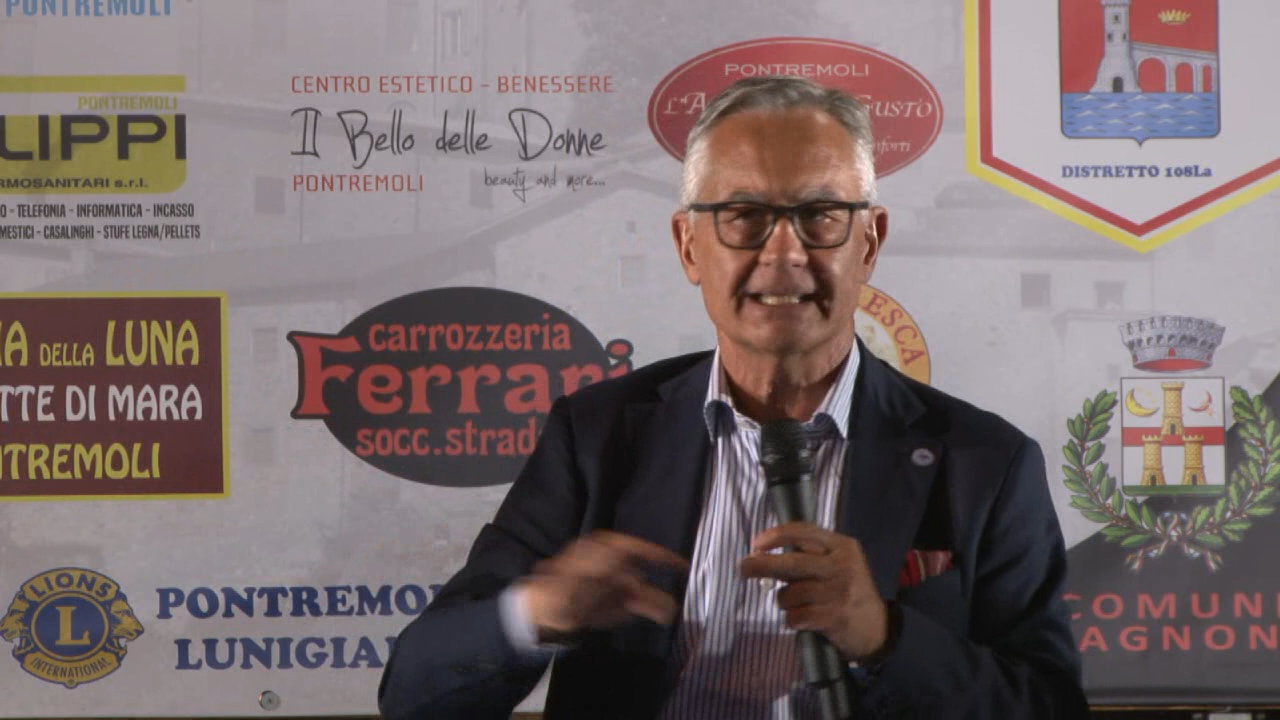 PONTREMOLI
PONTREMOLI
LIPPI
RMOSANITARI s.r.l.
O - TELEFONIA - INFORMATICA - INCASSO
MESTICI - CASALINGHI - STUFE LEGNA/PELLETS
CENTRO ESTETICO - BENESSERE
Il Bello delle Donne
PONTREMOLI
beauty and more...
PONTREMOLI
L'A GUSTO
DISTRETTO 108La
A DELLA LUNA
TTE DI MARA
NTREMOLI
carrozzeria
Ferrari
socc.strad
ESCA
LIONS
L
INTERNATIONAL
PONTREMO
LUNIGIA
COMUN
AGNON